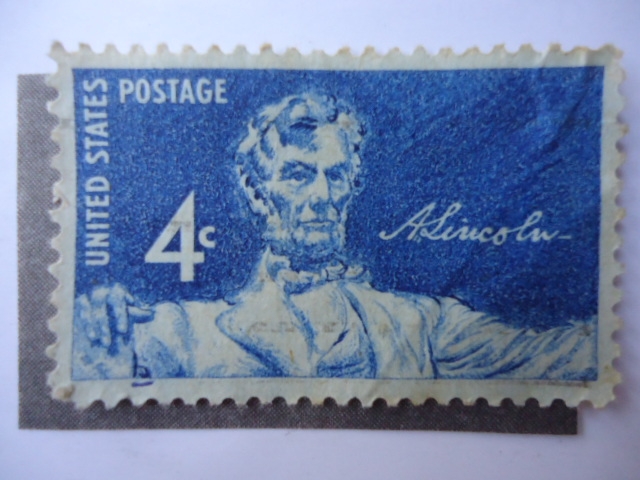 UNITED STATES
POSTAGE
4c
A.Lincoln